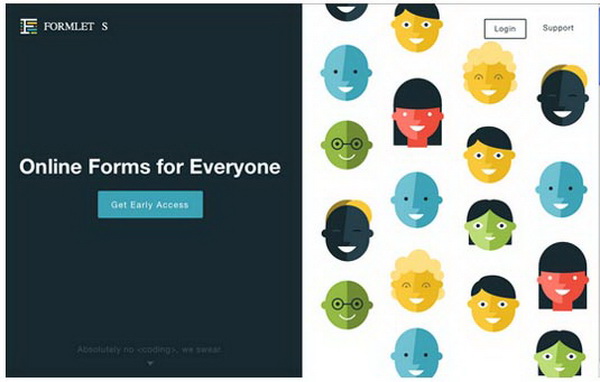 FORMLET S
Login
Support
Online Forms for Everyone
Get Early Access
Absolutely no <coding>, we swear.